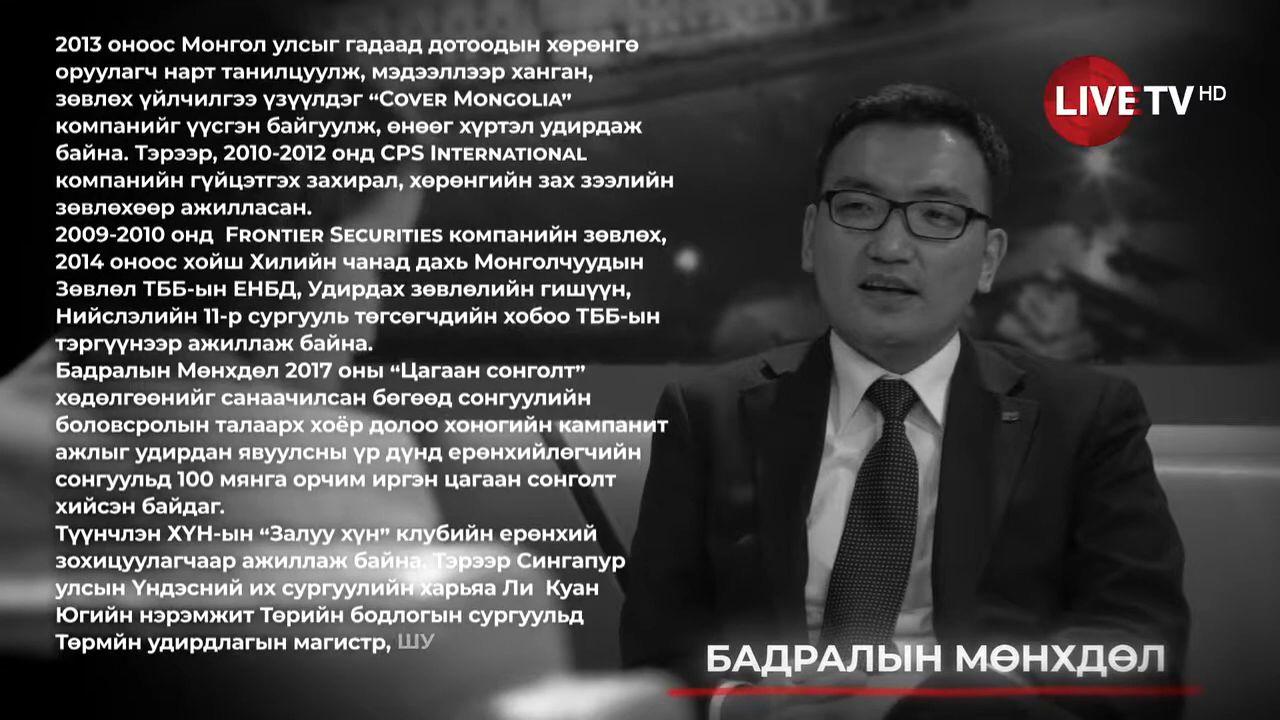 2013 оноос Монгол улсыг гадаад дотоодын хөрөнгө
оруулагч нарт танилцуулж, мэдээллээр ханган,
зөвлөх үйлчилгээ үзүүлдэг “Cover Mongolia”
компанийг үүсгэн байгуулж, өнөөг хүртэл удирдаж
байна. Тэрээр, 2010-2012 онд CPS International
компанийн гүйцэтгэх захирал, хөрөнгийн зах зээлийн
зөвлөхөөр ажилласан.
2009-2010 онд Frontier Securities компанийн зөвлөх,
2014 оноос хойш Хилийн чанад дахь Монголчуудын
Зөвлөл ТББ-ын ЕНБД, Удирдах зөвлөлийн гишүүн,
Нийслэлийн 11-р сургууль төгсөгчдийн хобоо ТББ-ын
тэргүүнээр ажиллаж байна.
Бадралын Мөнхдөл 2017 оны “Цагаан сонголт”
хөдөлгөөнийг санаачилсан бөгөөд сонгуулийн
боловсролын талаарх хоёр долоо хоногийн кампанит
ажлыг удирдан явуулсны үр дүнд ерөнхийлөгчийн
сонгуульд 100 мянга орчим иргэн цагаан сонголт
хийсэн байдаг.
Түүнчлэн ХҮН-ын “Залуу хүн” клубийн ерөнхий
зохицуулагчаар ажиллаж байна. Тэрээр Сингапур
улсын Үндэсний их сургуулийн харьяа Ли Куан
Югийн нэрэмжит Төрийн бодлогын сургуульд
Төрмйн удирдлагын магистр, ШУ
LIVE TV HD
БАДРАЛЫН МӨНХДӨЛ